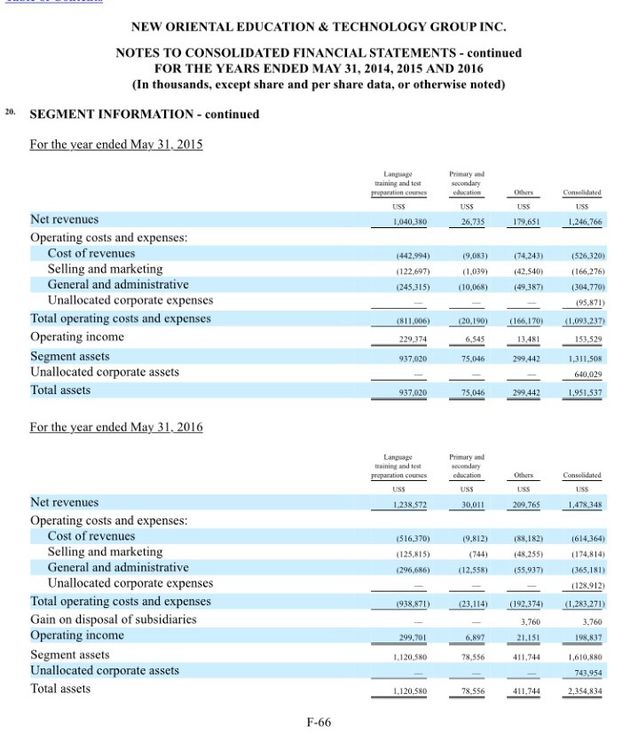 NEW ORIENTAL EDUCATION & TECHNOLOGY GROUP INC.
NOTES TO CONSOLIDATED FINANCIAL STATEMENTS - continued
FOR THE YEARS ENDED MAY 31, 2014, 2015 AND 2016
(In thousands, except share and per share data, or otherwise noted)
20. SEGMENT INFORMATION - continued
For the year ended May 31, 2015
Language Primary and
training and test secondary
preparation courses education Others Consolidated
US$ US$ US$ US$
Net revenues 1,040,380 26,735 179,651 1,246,766
Operating costs and expenses:
Cost of revenues (442,994) (9,083) (74,243) (526,320)
Selling and marketing (122,697) (1,039) (42,540) (166,276)
General and administrative (245,315) (10,068) (49,387) (304,770)
Unallocated corporate expenses — — — (95,871)
Total operating costs and expenses (811,006) (20,190) (166,170) (1,093,237)
Operating income 229,374 6,545 13,481 153,529
Segment assets 937,020 75,046 299,442 1,311,508
Unallocated corporate assets — — — 640,029
Total assets 937,020 75,046 299,442 1,951,537
For the year ended May 31, 2016
Language Primary and
training and test secondary
preparation courses education Others Consolidated
US$ US$ US$ US$
Net revenues 1,238,572 30,011 209,765 1,478,348
Operating costs and expenses:
Cost of revenues (516,370) (9,812) (88,182) (614,364)
Selling and marketing (125,815) (744) (48,255) (174,814)
General and administrative (296,686) (12,558) (55,937) (365,181)
Unallocated corporate expenses — — — (128,912)
Total operating costs and expenses (938,871) (23,114) (192,374) (1,283,271)
Gain on disposal of subsidiaries — — 3,760 3,760
Operating income 299,701 6,897 21,151 198,837
Segment assets 1,120,580 78,556 411,744 1,610,880
Unallocated corporate assets — — — 743,954
Total assets 1,120,580 78,556 411,744 2,354,834
F-66